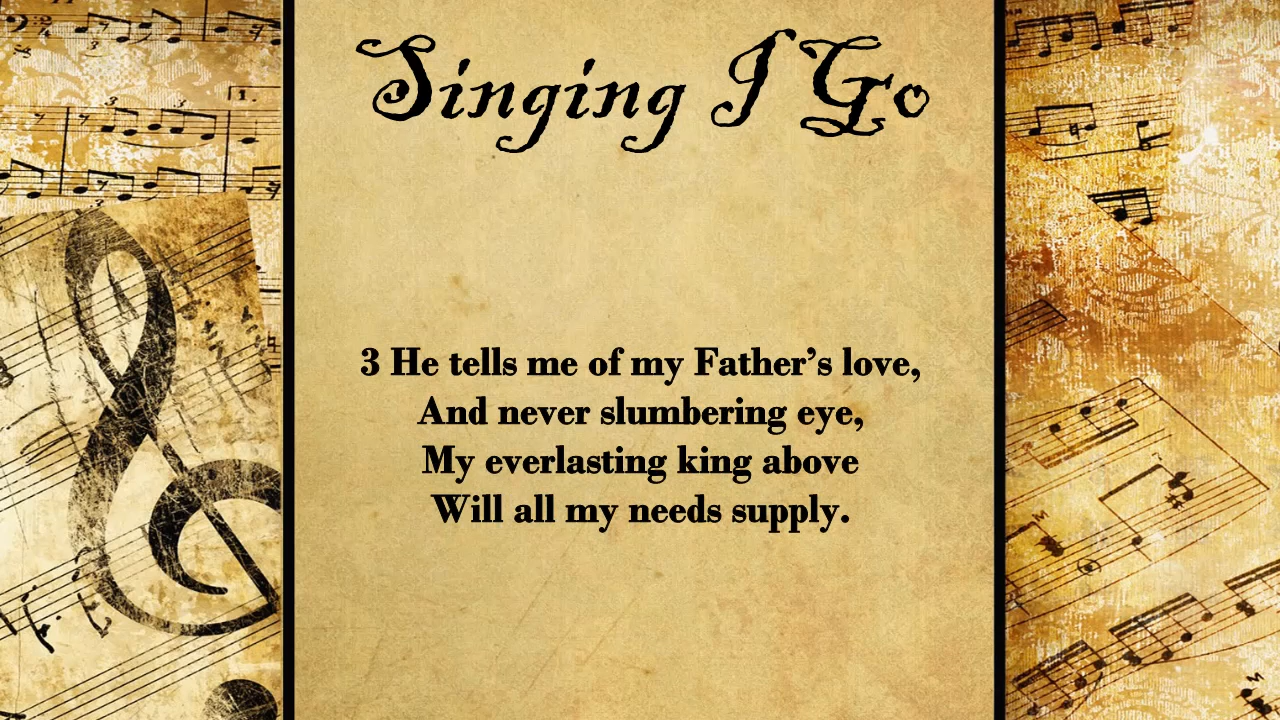 Singing I Go
3 He tells me of my Father’s love,
And never slumbering eye,
My everlasting king above
Will all my needs supply.